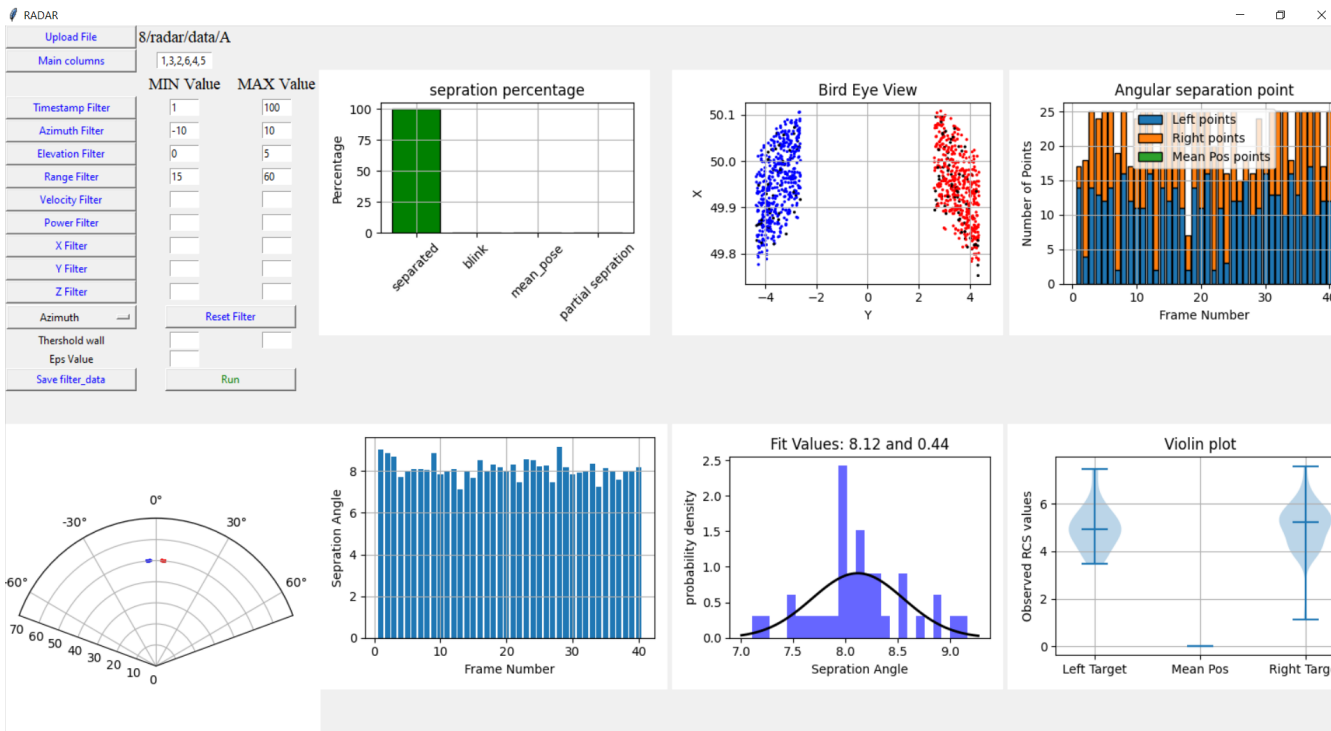 RADAR
Upload File 8/radar/data/A
Main columns 1,3,2,6,4,5
MIN Value MAX Value
Timestamp Filter 1 100
Azimuth Filter -10 10
Elevation Filter 0 5
Range Filter 15 60
Velocity Filter
Power Filter
X Filter
Y Filter
Z Filter
Azimuth Reset Filter
Thershold wall
Eps Value
Save filter_data Run
sepration percentage
Percentage
100
75
50
25
0
separated blink mean_pose partial sepration
Bird Eye View
X
50.1
50.0
49.9
49.8
−4 −2 0 2 4
Y
Angular separation point
Number of Points
25
20
15
10
5
0
Left points
Right points
Mean Pos points
0 10 20 30 40
Frame Number
0°
-30° 30°
-60° 60°
70 60 50 40 30 20 10 0
Sepration Angle
8
6
4
2
0
0 10 20 30 40
Frame Number
Fit Values: 8.12 and 0.44
probability density
2.5
2.0
1.5
1.0
0.5
0.0
7.0 7.5 8.0 8.5 9.0
Sepration Angle
Violin plot
Observed RCS values
6
4
2
0
Left Target Mean Pos Right Targ